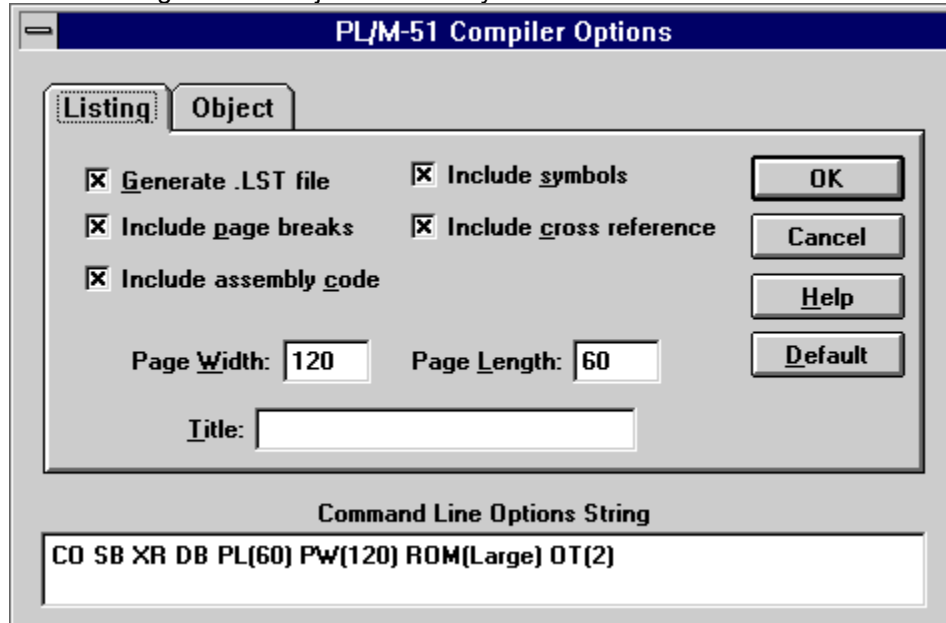 PL/M-51 Compiler Options
Listing Object
Generate .LST file
Include symbols
OK
Include page breaks
Include cross reference
Cancel
Include assembly code
Help
Page Width: 120 Page Length: 60
Default
Title:
Command Line Options String
CO SB XR DB PL(60) PW(120) ROM(Large) OT(2)